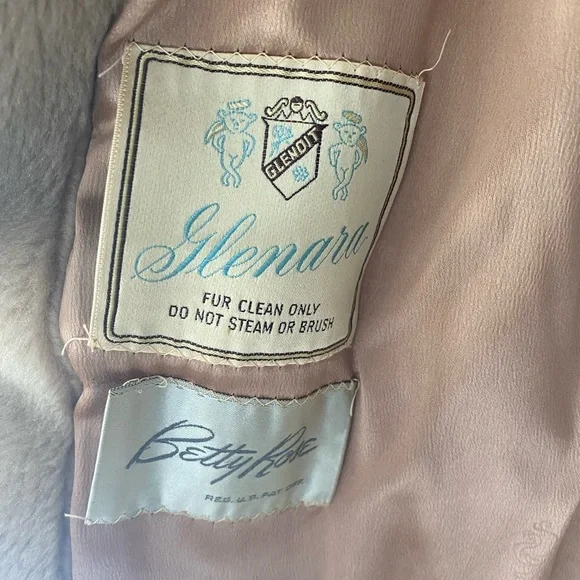 GLENDIT
Glenara
FUR CLEAN ONLY
DO NOT STEAM OR BRUSH
Betty Rose
REG. U.S. PAT. OFF.